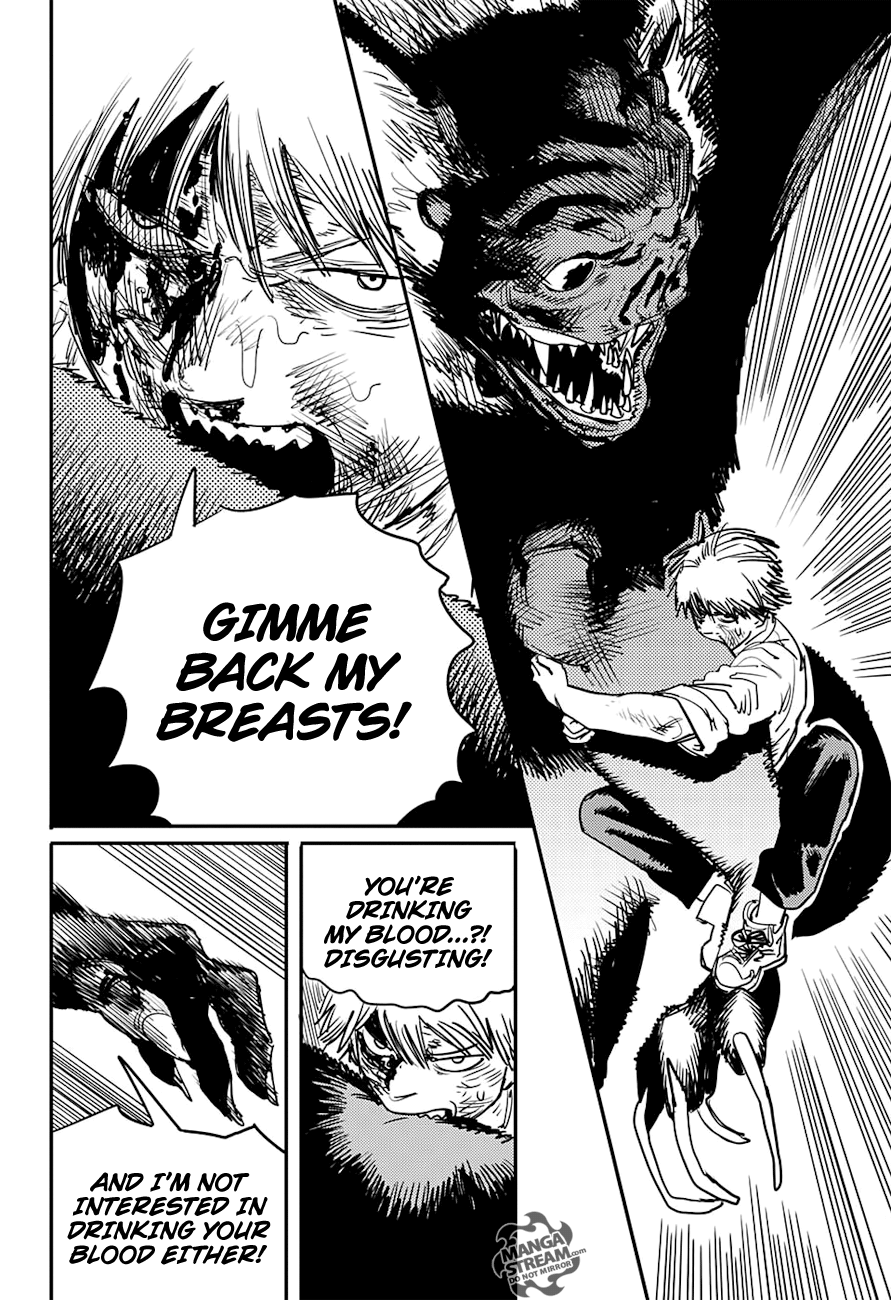 GIMME
BACK MY
BREASTS!
YOU'RE
DRINKING
MY BLOOD...?!
DISGUSTING!
AND I'M NOT
INTERESTED IN
DRINKING YOUR
BLOOD EITHER!
MANGA
STREAM.com
DO NOT MIRROR